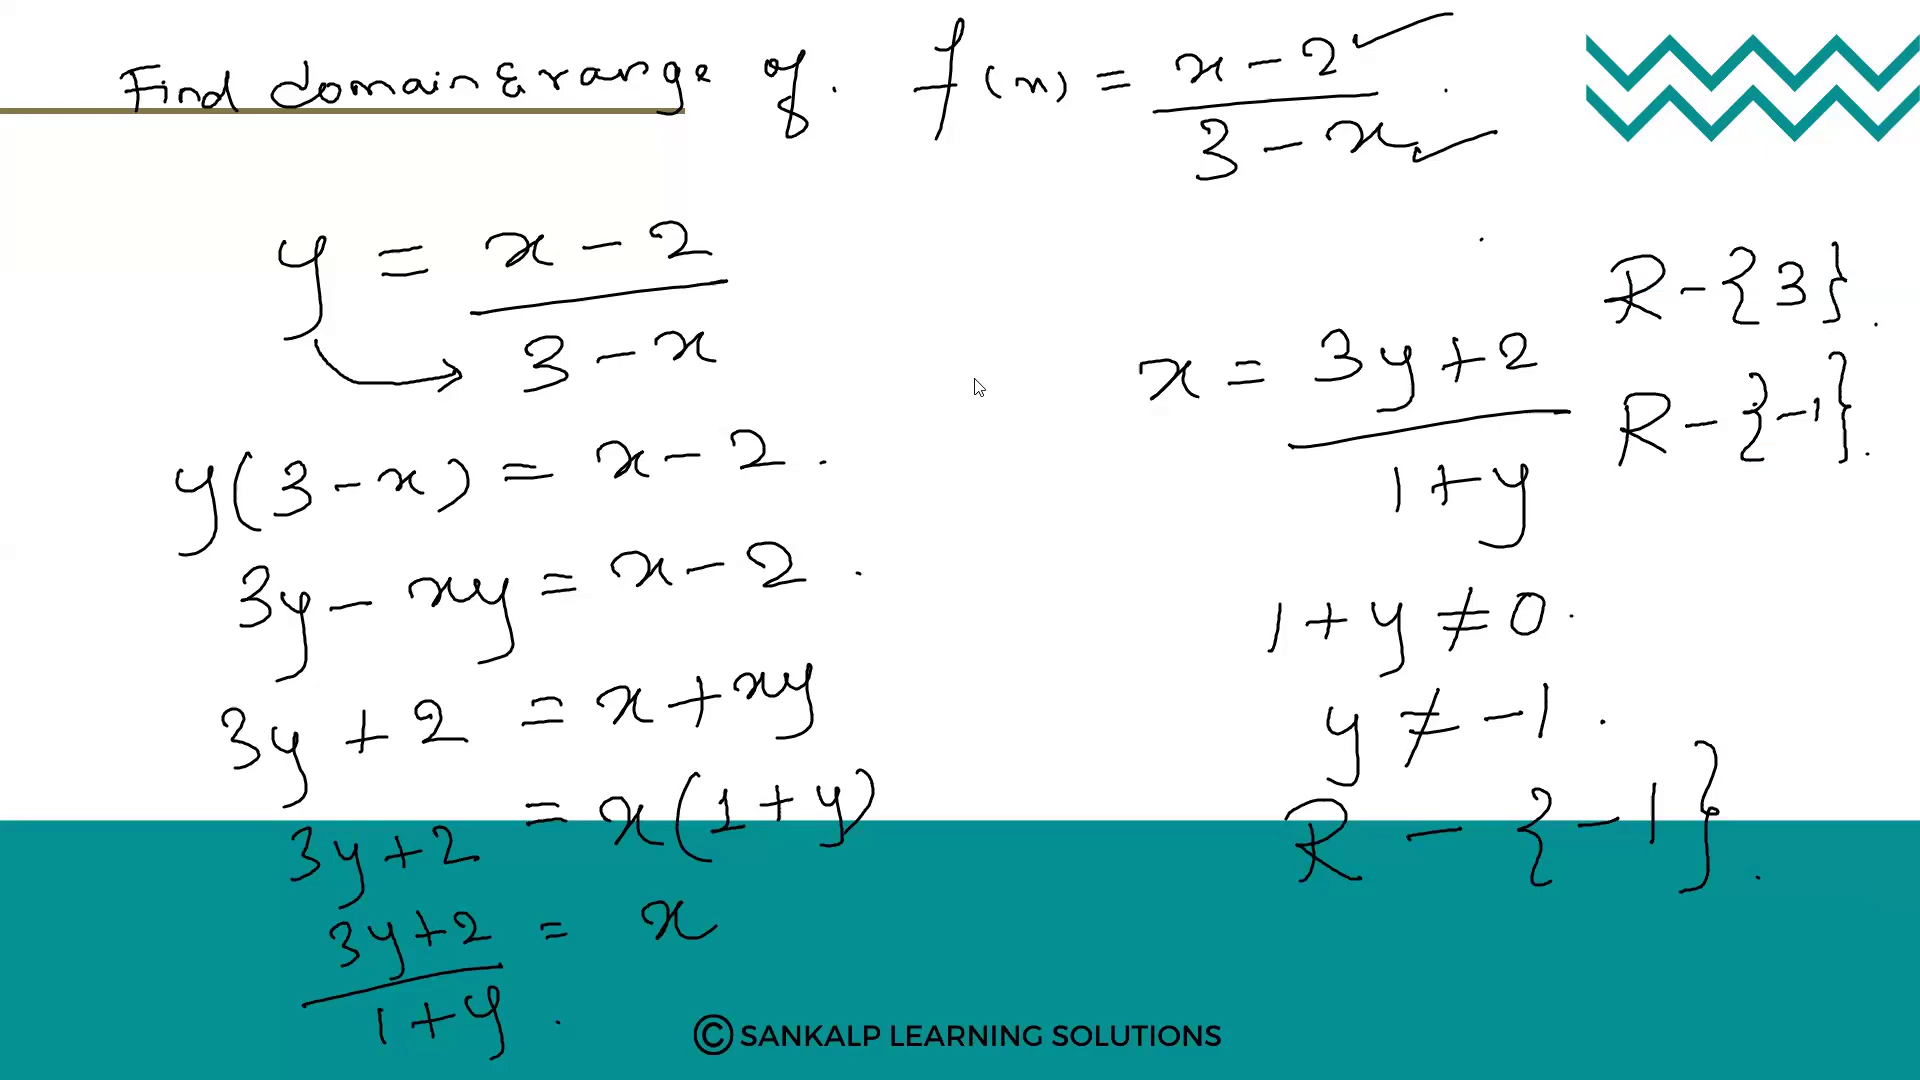 Find domain & range of. f(x) = x - 2 / 3 - x
y = x - 2 / 3 - x
y(3 - x) = x - 2.
3y - xy = x - 2.
3y + 2 = x + xy
3y + 2 = x(1 + y)
3y + 2 / 1 + y. = x
R - {3}.
R - {-1}.
x = 3y + 2 / 1 + y
1 + y ≠ 0.
y ≠ -1.
R - {-1}.
© SANKALP LEARNING SOLUTIONS